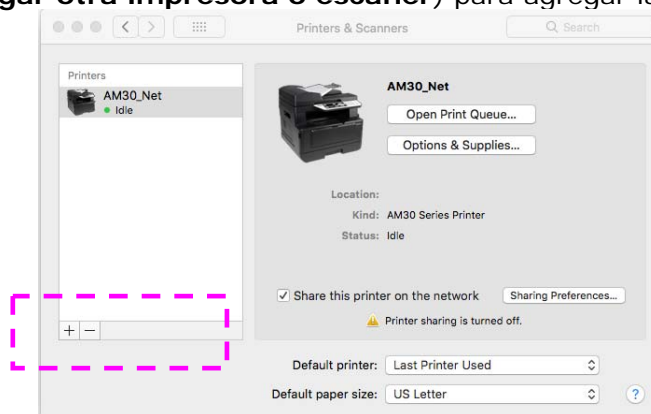 gar otra impresora o escáner) para agregar la
Printers & Scanners
Search
Printers
AM30_Net
Idle
AM30_Net
Open Print Queue...
Options & Supplies...
Location:
Kind: AM30 Series Printer
Status: Idle
Share this printer on the network
Sharing Preferences...
Printer sharing is turned off.
+ −
Default printer: Last Printer Used
Default paper size: US Letter
?